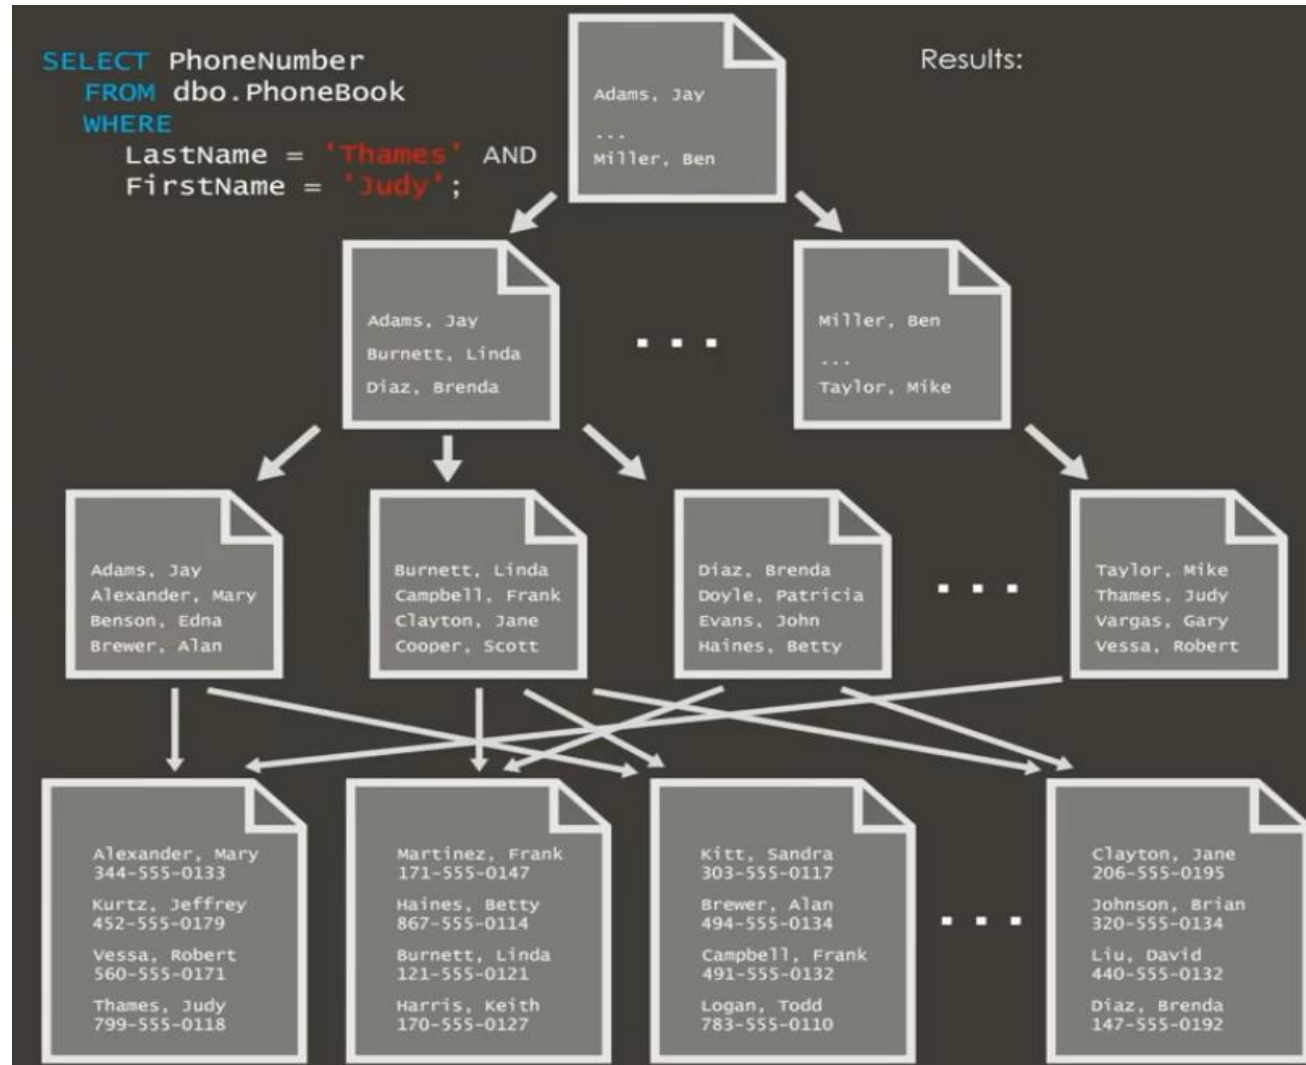 SELECT PhoneNumber
FROM dbo.PhoneBook
WHERE
LastName = 'Thames' AND
FirstName = 'Judy';
Results:
Adams, Jay
...
Miller, Ben
Adams, Jay
Burnett, Linda
Diaz, Brenda
. . .
Miller, Ben
...
Taylor, Mike
Adams, Jay
Alexander, Mary
Benson, Edna
Brewer, Alan
Burnett, Linda
Campbell, Frank
Clayton, Jane
Cooper, Scott
Diaz, Brenda
Doyle, Patricia
Evans, John
Haines, Betty
. . .
Taylor, Mike
Thames, Judy
Vargas, Gary
Vessa, Robert
Alexander, Mary
344-555-0133
Kurtz, Jeffrey
452-555-0179
Vessa, Robert
560-555-0171
Thames, Judy
799-555-0118
Martinez, Frank
171-555-0147
Haines, Betty
867-555-0114
Burnett, Linda
121-555-0121
Harris, Keith
170-555-0127
Kitt, Sandra
303-555-0117
Brewer, Alan
494-555-0134
Campbell, Frank
491-555-0132
Logan, Todd
783-555-0110
. . .
Clayton, Jane
206-555-0195
Johnson, Brian
320-555-0134
Liu, David
440-555-0132
Diaz, Brenda
147-555-0192